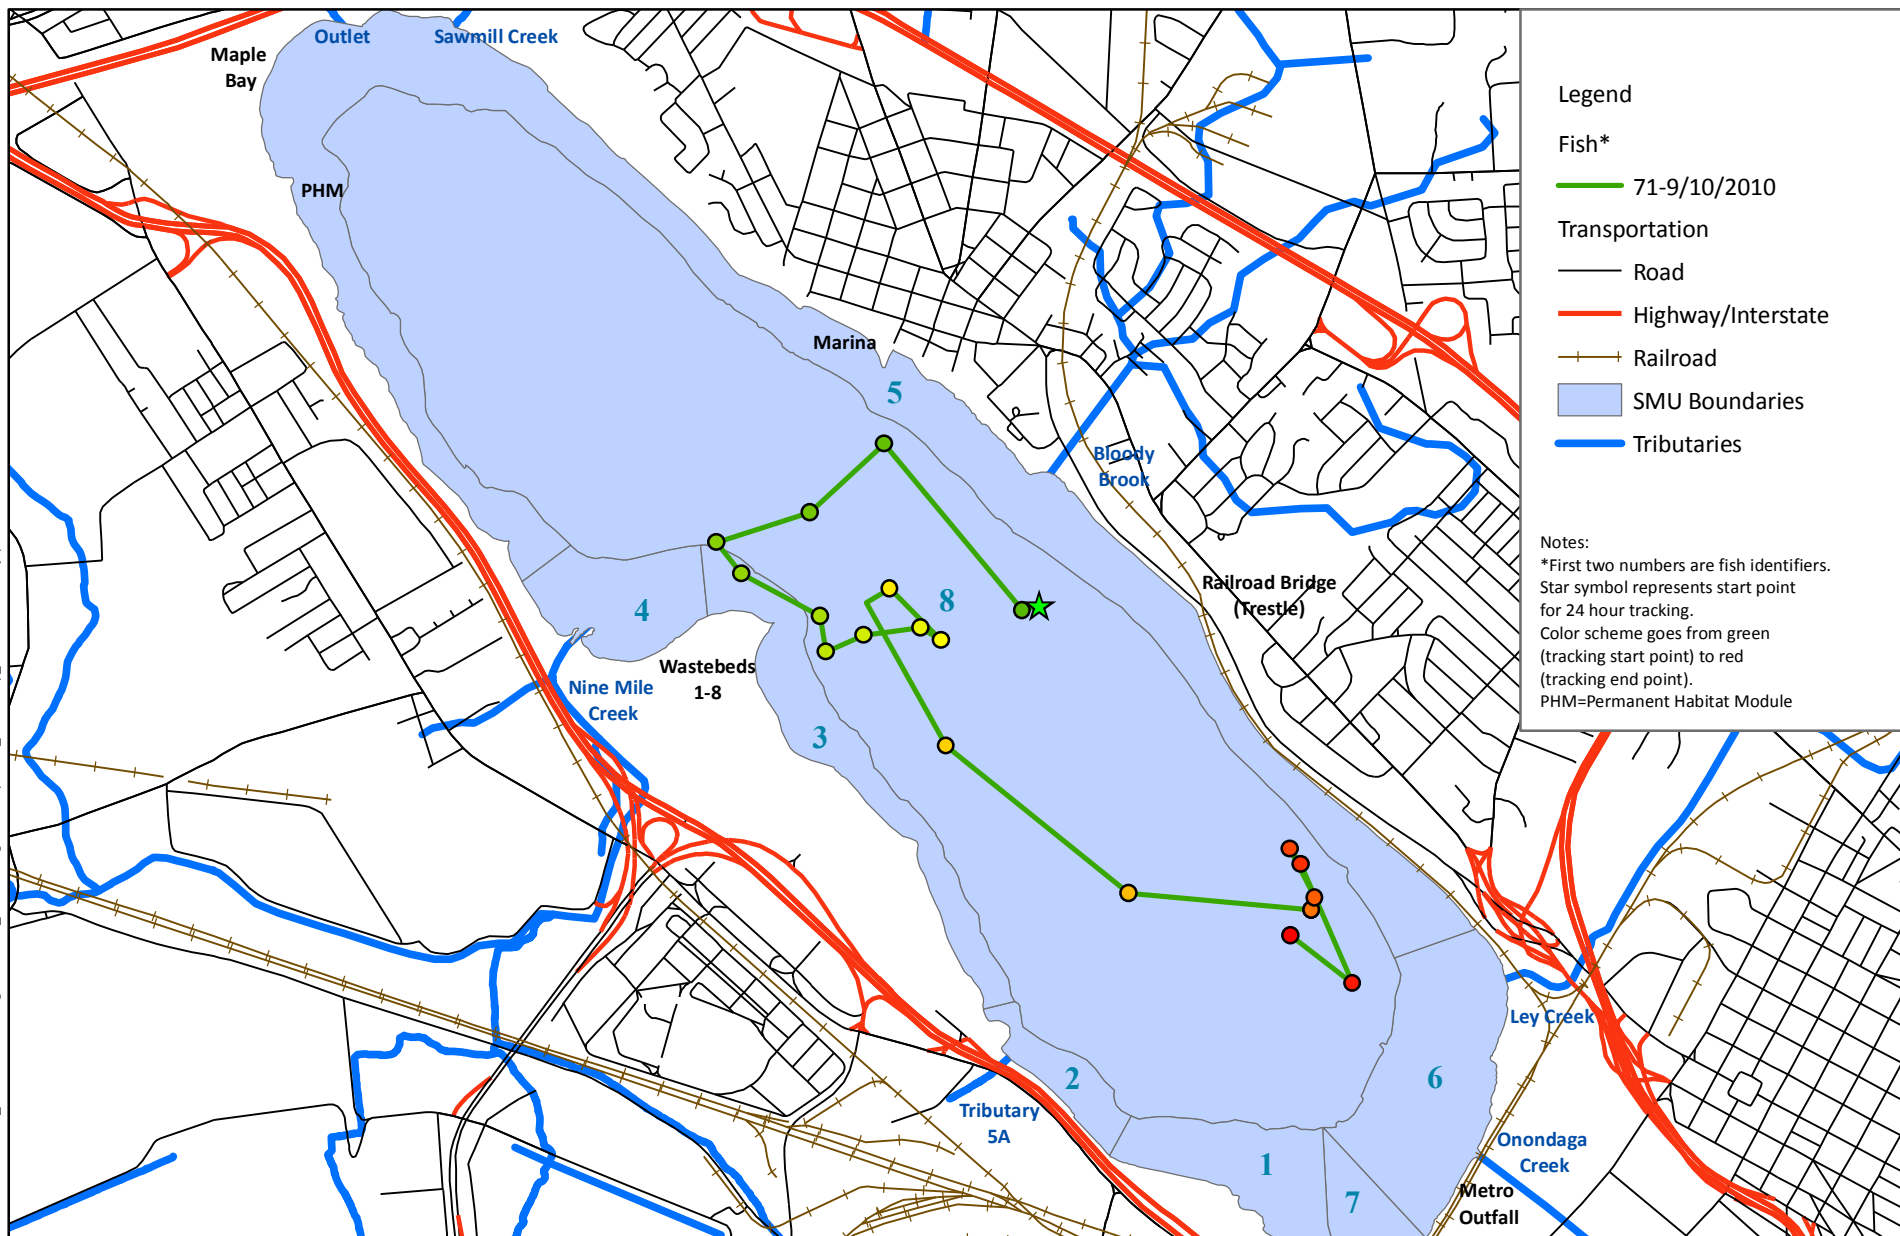 Outlet
Sawmill Creek
Maple
Bay
PHM
Marina
5
Bloody
Brook
Railroad Bridge
(Trestle)
8
4
Wastebeds
1-8
Nine Mile
Creek
3
Ley Creek
2
6
Tributary
5A
1
7
Onondaga
Creek
Metro
Outfall
Legend
Fish*
71-9/10/2010
Transportation
Road
Highway/Interstate
Railroad
SMU Boundaries
Tributaries
Notes:
*First two numbers are fish identifiers.
Star symbol represents start point
for 24 hour tracking.
Color scheme goes from green
(tracking start point) to red
(tracking end point).
PHM=Permanent Habitat Module